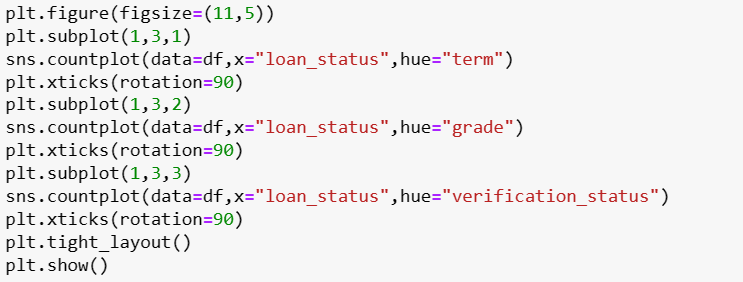 plt.figure(figsize=(11,5))
plt.subplot(1,3,1)
sns.countplot(data=df,x="loan_status",hue="term")
plt.xticks(rotation=90)
plt.subplot(1,3,2)
sns.countplot(data=df,x="loan_status",hue="grade")
plt.xticks(rotation=90)
plt.subplot(1,3,3)
sns.countplot(data=df,x="loan_status",hue="verification_status")
plt.xticks(rotation=90)
plt.tight_layout()
plt.show()